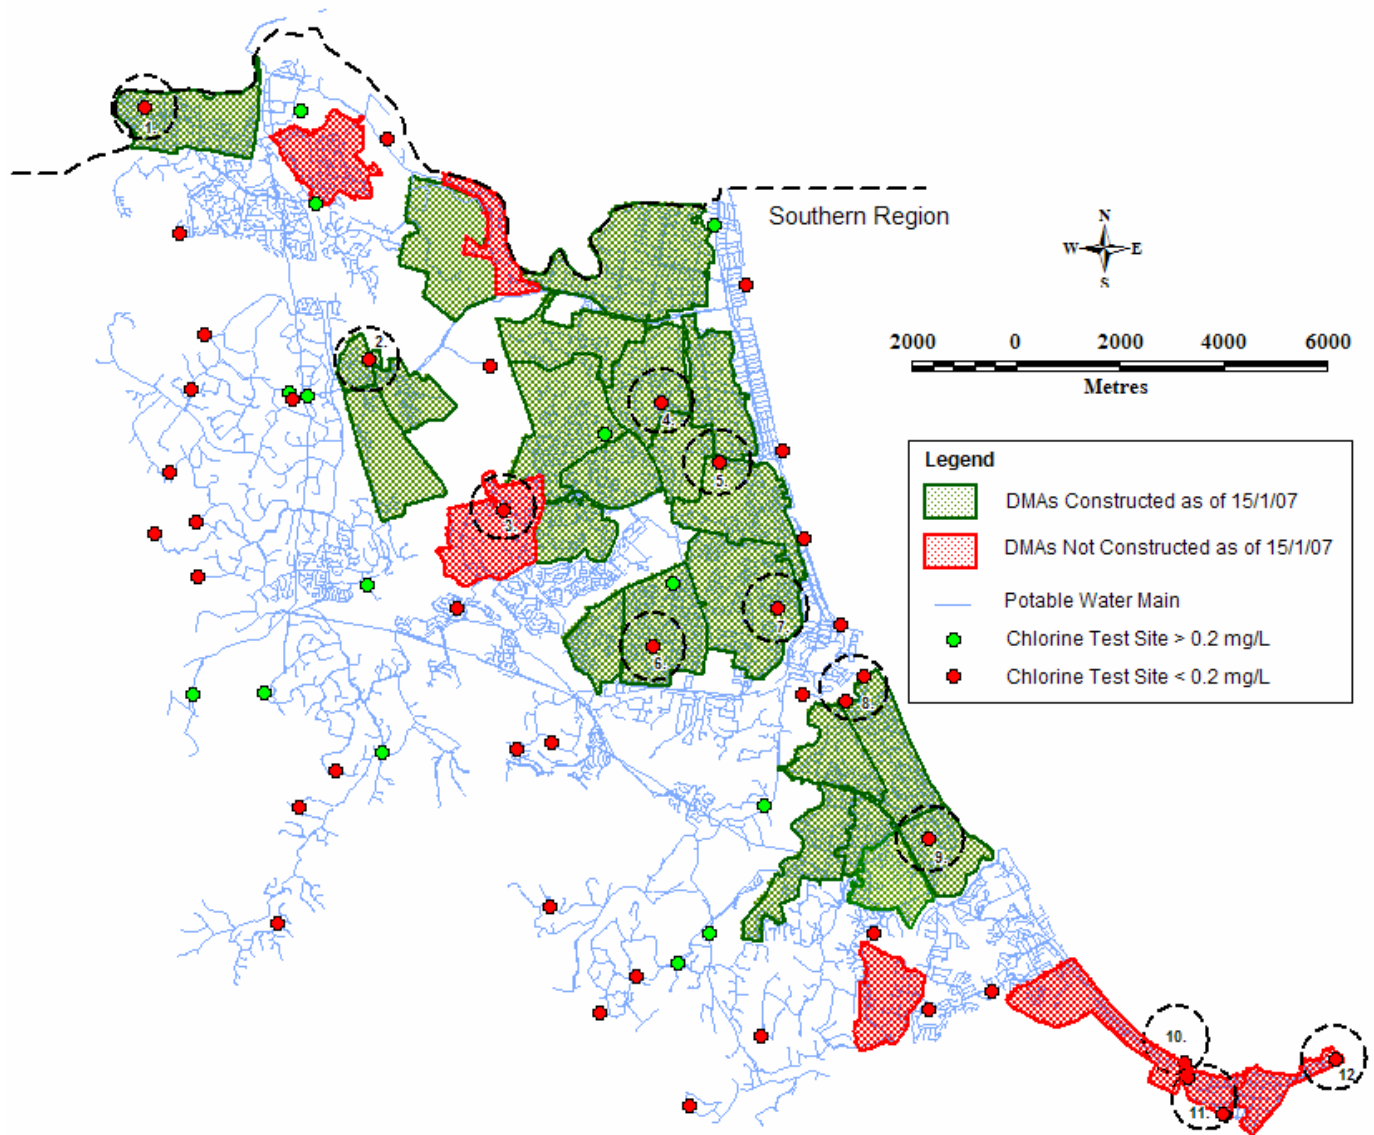 1.
Southern Region
N
W
E
S
2.
2000 0 2000 4000 6000
Metres
4.
5.
Legend
DMAs Constructed as of 15/1/07
3.
DMAs Not Constructed as of 15/1/07
Potable Water Main
7.
Chlorine Test Site > 0.2 mg/L
6.
Chlorine Test Site < 0.2 mg/L
8.
9.
10.
12.
11.